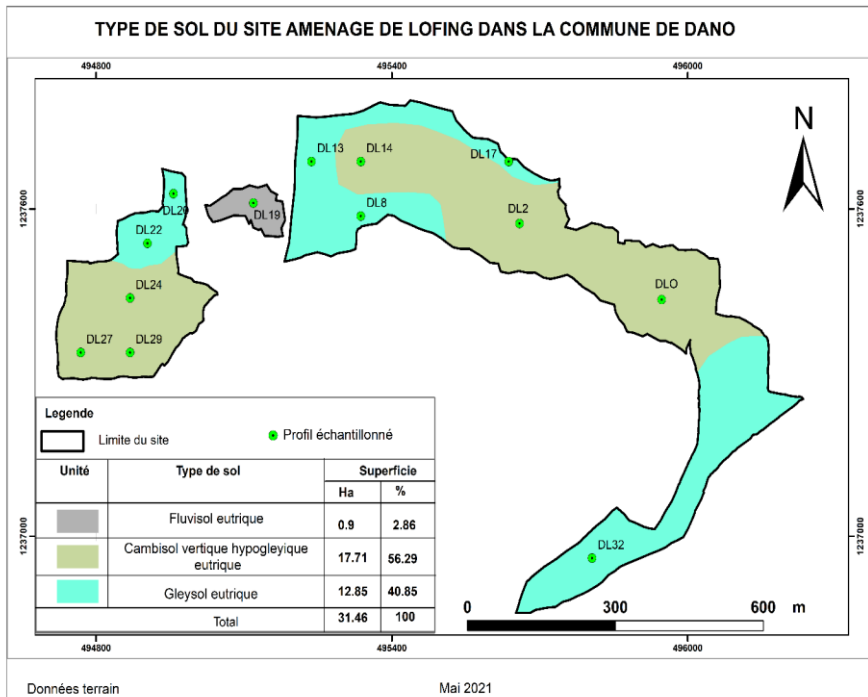 TYPE DE SOL DU SITE AMENAGE DE LOFING DANS LA COMMUNE DE DANO
494800 495400 496000
N
DL13 DL14 DL17
DL20 DL19 DL8 DL2
1237600 1237600
DL22
DL24 DLO
DL27 DL29
Legende
Limite du site Profil échantillonné
Unité Type de sol Superficie
Ha %
Fluvisol eutrique 0.9 2.86
Cambisol vertique hypogleyique eutrique 17.71 56.29
Gleysol eutrique 12.85 40.85
Total 31.46 100
1237000 1237000
DL32
0 300 600 m
494800 495400 496000
Données terrain Mai 2021